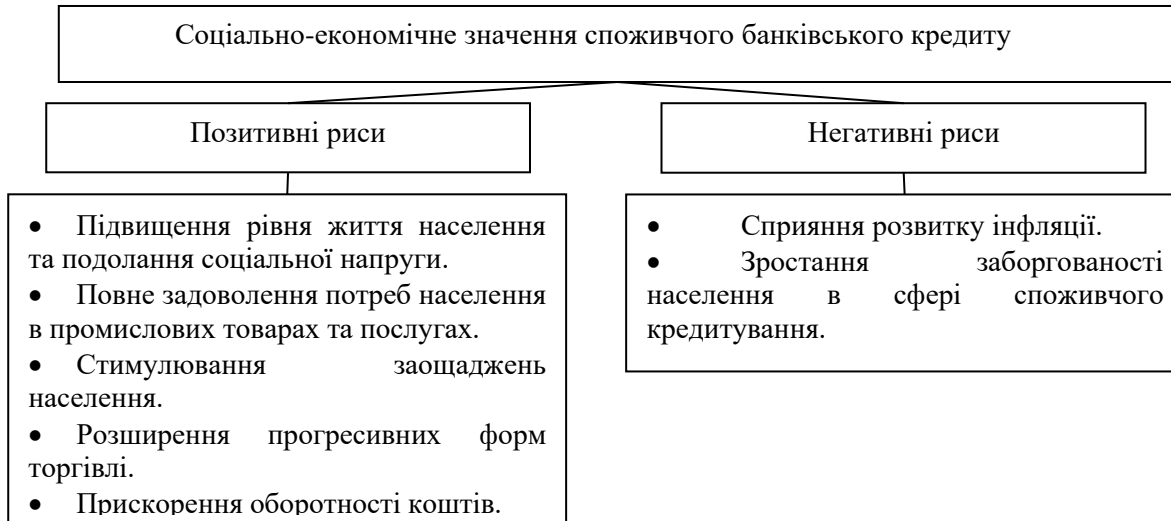 Соціально-економічне значення споживчого банківського кредиту
Позитивні риси
Негативні риси
• Підвищення рівня життя населення
та подолання соціальної напруги.
• Повне задоволення потреб населення
в промислових товарах та послугах.
• Стимулювання заощаджень
населення.
• Розширення прогресивних форм
торгівлі.
• Прискорення оборотності коштів.
• Сприяння розвитку інфляції.
• Зростання заборгованості
населення в сфері споживчого
кредитування.